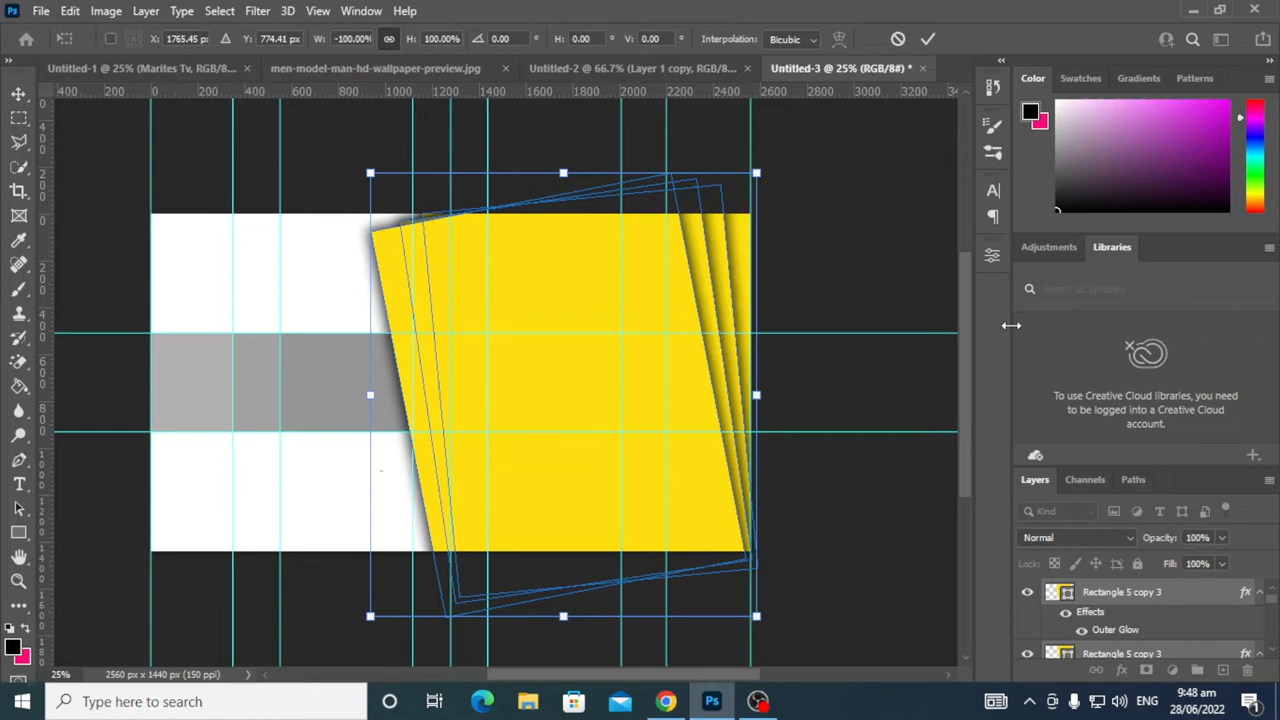 Ps File Edit Image Layer Type Select Filter 3D View Window Help
X: 1765.45 px Y: 774.41 px W: -100.00% H: 100.00% 0.00 ° H: 0.00 ° V: 0.00 ° Interpolation: Bicubic
Untitled-1 @ 25% (Marites Tv, RGB/8... × men-model-man-hd-wallpaper-preview.jpg × Untitled-2 @ 66.7% (Layer 1 copy, RGB/8... × Untitled-3 @ 25% (RGB/8#) * ×
400 200 0 200 400 600 800 1000 1200 1400 1600 1800 2000 2200 2400 2600 2800 3000 3200
Color Swatches Gradients Patterns
Adjustments Libraries
Search all libraries
To use Creative Cloud libraries, you need
to be logged into a Creative Cloud
account.
Layers Channels Paths
Kind
Normal Opacity: 100%
Lock: Fill: 100%
Rectangle 5 copy 3 fx
Effects
Outer Glow
Rectangle 5 copy 3 fx
25% 2560 px x 1440 px (150 ppi)
Type here to search
Ps
ENG
9:48 am
28/06/2022
1